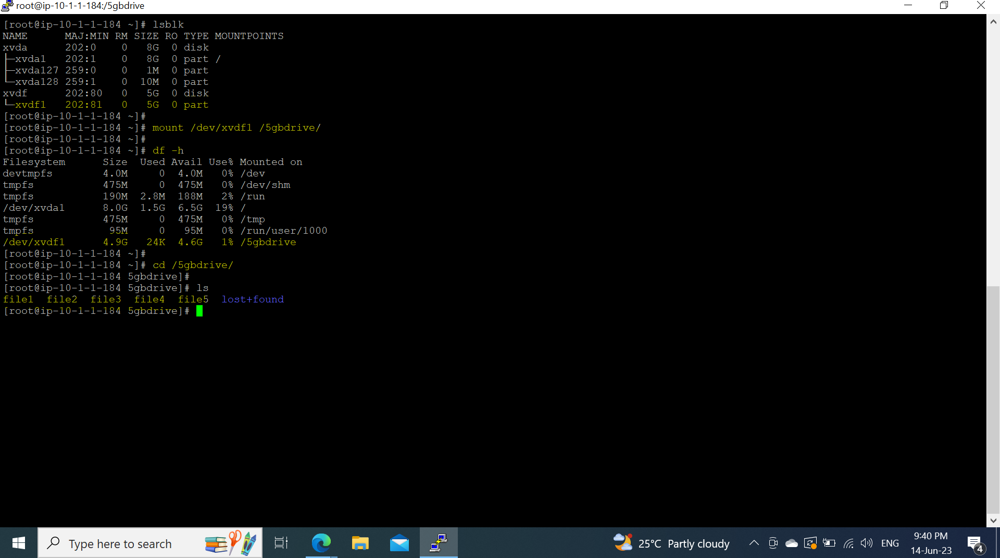 root@ip-10-1-1-184:/5gbdrive
[root@ip-10-1-1-184 ~]# lsblk
NAME      MAJ:MIN RM SIZE RO TYPE MOUNTPOINTS
xvda      202:0    0   8G  0 disk
├─xvda1   202:1    0   8G  0 part /
├─xvda127 259:0    0   1M  0 part
└─xvda128 259:1    0  10M  0 part
xvdf      202:80   0   5G  0 disk
└─xvdf1   202:81   0   5G  0 part
[root@ip-10-1-1-184 ~]#
[root@ip-10-1-1-184 ~]# mount /dev/xvdf1 /5gbdrive/
[root@ip-10-1-1-184 ~]#
[root@ip-10-1-1-184 ~]# df -h
Filesystem      Size  Used Avail Use% Mounted on
devtmpfs        4.0M     0  4.0M   0% /dev
tmpfs           475M     0  475M   0% /dev/shm
tmpfs           190M  2.8M  188M   2% /run
/dev/xvda1      8.0G  1.5G  6.5G  19% /
tmpfs           475M     0  475M   0% /tmp
tmpfs            95M     0   95M   0% /run/user/1000
/dev/xvdf1      4.9G   24K  4.6G   1% /5gbdrive
[root@ip-10-1-1-184 ~]#
[root@ip-10-1-1-184 ~]# cd /5gbdrive/
[root@ip-10-1-1-184 5gbdrive]#
[root@ip-10-1-1-184 5gbdrive]# ls
file1  file2  file3  file4  file5  lost+found
[root@ip-10-1-1-184 5gbdrive]#
Type here to search
25°C Partly cloudy
ENG
9:40 PM
14-Jun-23
4